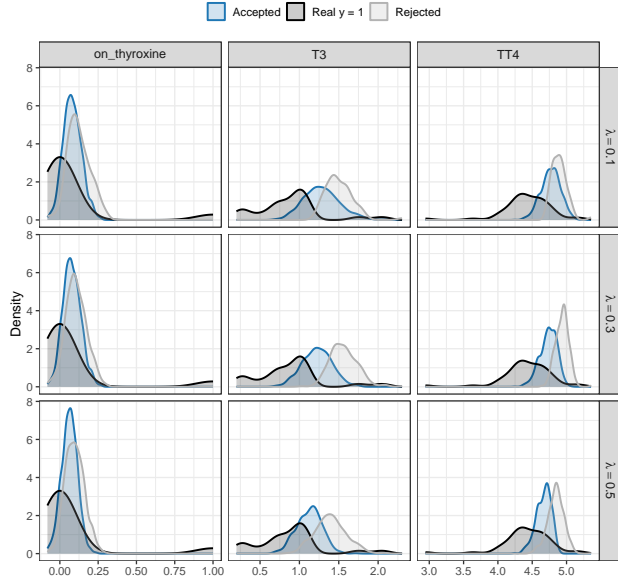 Accepted Real y = 1 Rejected
on_thyroxine T3 TT4
Density
8
6
4
2
0
λ = 0.1
8
6
4
2
0
λ = 0.3
8
6
4
2
0
λ = 0.5
0.00 0.25 0.50 0.75 1.00 0.5 1.0 1.5 2.0 3.0 3.5 4.0 4.5 5.0